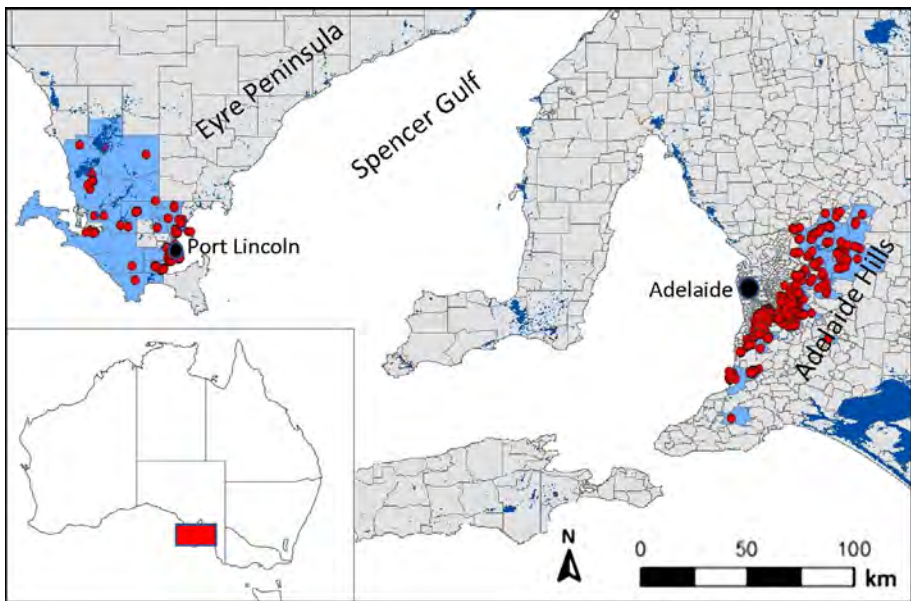 Eyre Peninsula
Spencer Gulf
Port Lincoln
Adelaide
Adelaide Hills
N
0 50 100
km